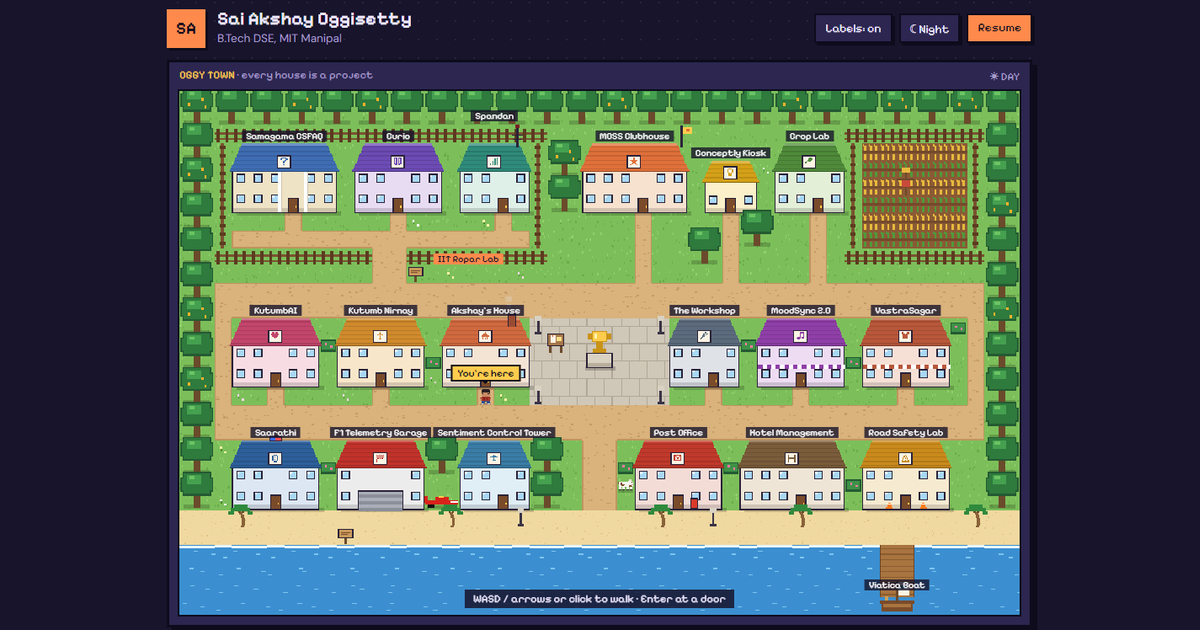 SA
Sai Akshay Oggisetty
B.Tech DSE, MIT Manipal
Labels: on
☾Night
Resume
OGGY TOWN · every house is a project
☀ DAY
Spandan
Samagama CSFAQ
Curio
MOSS Clubhouse
Crop Lab
Conceptly Kiosk
IIT Ropar Lab
KutumbAI
Kutumb Nirnay
Akshay's House
The Workshop
MoodSync 2.0
VastraSagar
You're here
Saarathi
F1 Telemetry Garage
Sentiment Control Tower
Post Office
Hotel Management
Road Safety Lab
Viatica Boat
WASD / arrows or click to walk · Enter at a door